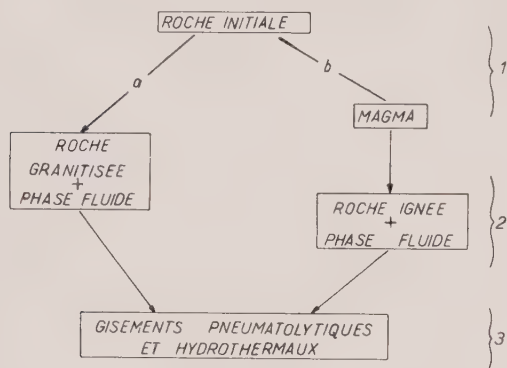 ROCHE INITIALE
a
b
1
MAGMA
ROCHE
GRANITISEE
+
PHASE FLUIDE
ROCHE IGNEE
+
PHASE FLUIDE
2
GISEMENTS PNEUMATOLYTIQUES
ET HYDROTHERMAUX
3